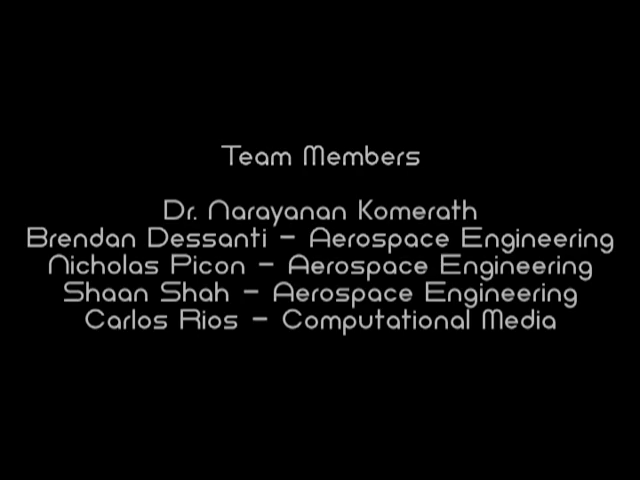 Team Members
Dr. Narayanan Komerath
Brendan Dessanti - Aerospace Engineering
Nicholas Picon - Aerospace Engineering
Shaan Shah - Aerospace Engineering
Carlos Rios - Computational Media